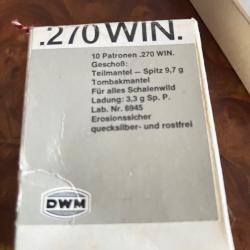 .270 WIN.
10 Patronen .270 WIN.
Geschoß:
Teilmantel – Spitz 9,7 g
Tombakmantel
Für alles Schalenwild
Ladung: 3,3 g Sp. P.
Lab. Nr. 6945
Erosionssicher
quecksilber- und rostfrei
DWM